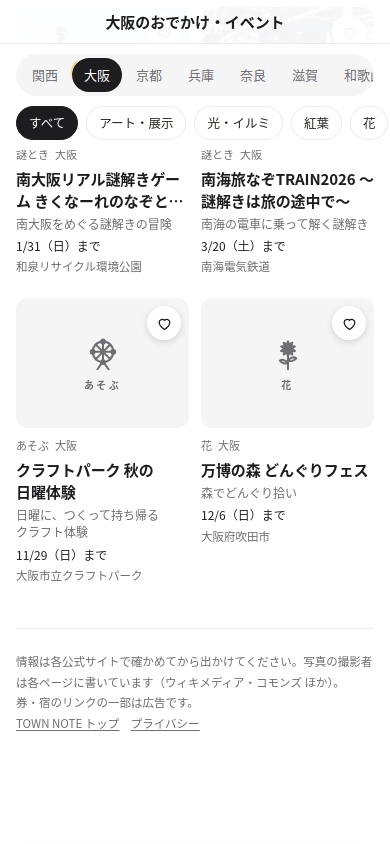 大阪のおでかけ・イベント
関西 大阪 京都 兵庫 奈良 滋賀
すべて アート・展示 光・イルミ 紅葉 花
謎とき 大阪
南大阪リアル謎解きゲー
ム きくなーれのなぞと…
南大阪をめぐる謎解きの冒険
1/31（日）まで
和泉リサイクル環境公園
謎とき 大阪
南海旅なぞTRAIN2026 〜
謎解きは旅の途中で〜
南海の電車に乗って解く謎解き
3/20（土）まで
南海電気鉄道
あそぶ
あそぶ 大阪
クラフトパーク 秋の
日曜体験
日曜に、つくって持ち帰る
クラフト体験
11/29（日）まで
大阪市立クラフトパーク
花
花 大阪
万博の森 どんぐりフェス
森でどんぐり拾い
12/6（日）まで
大阪府吹田市
情報は各公式サイトで確かめてから出かけてください。写真の撮影者
は各ページに書いています（ウィキメディア・コモンズ ほか）。
券・宿のリンクの一部は広告です。
TOWN NOTE トップ プライバシー